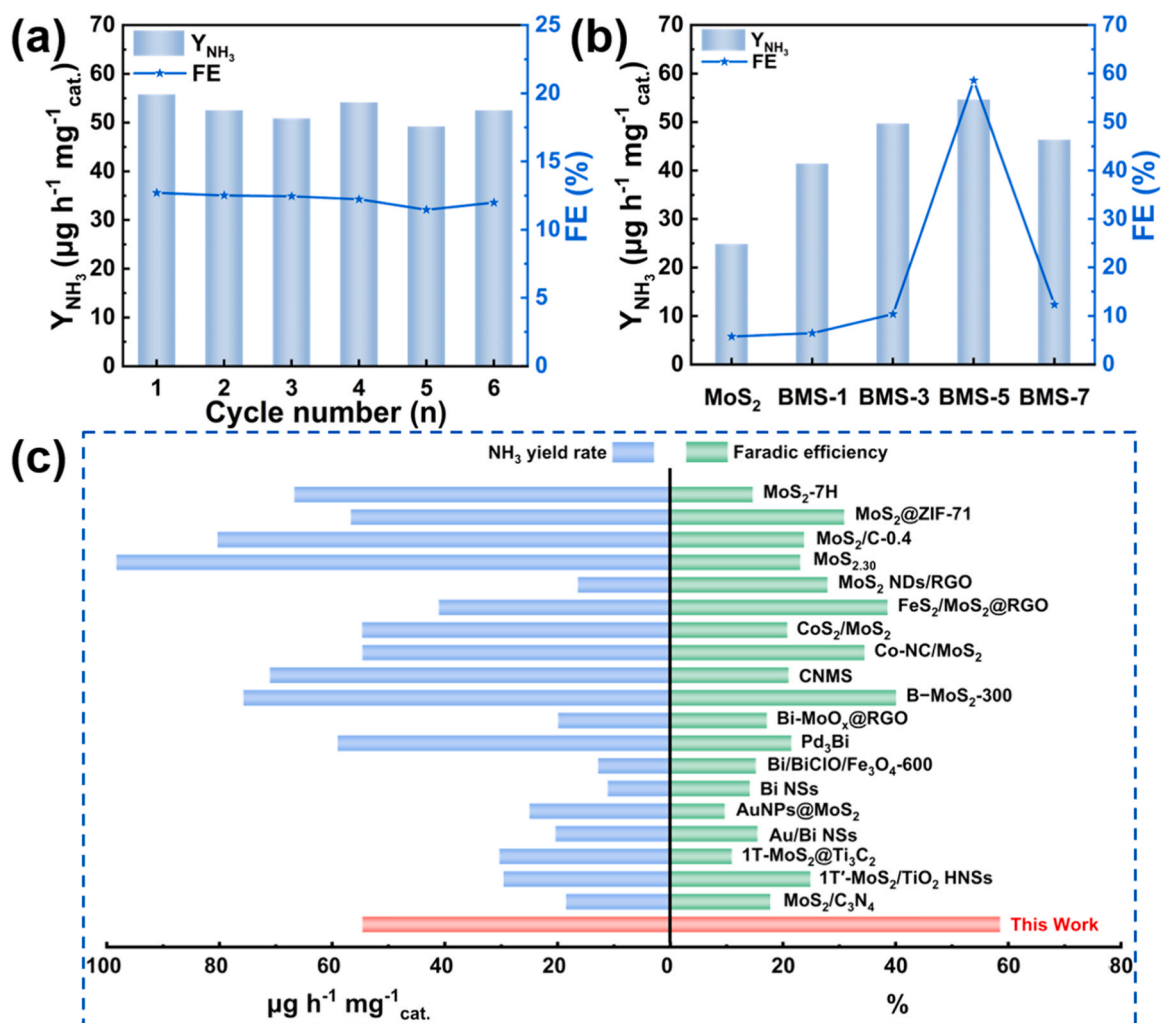 (a)
Y_NH₃
FE
70
60
50
40
30
20
10
0
Y_NH₃ (μg h⁻¹ mg⁻¹cat.)
25
20
15
10
5
0
FE (%)
1 2 3 4 5 6
Cycle number (n)
(b)
Y_NH₃
FE
70
60
50
40
30
20
10
0
Y_NH₃ (μg h⁻¹ mg⁻¹cat.)
70
60
50
40
30
20
10
0
FE (%)
MoS₂ BMS-1 BMS-3 BMS-5 BMS-7
(c)
NH₃ yield rate Faradic efficiency
MoS₂-7H
MoS₂@ZIF-71
MoS₂/C-0.4
MoS₂.₃₀
MoS₂ NDs/RGO
FeS₂/MoS₂@RGO
CoS₂/MoS₂
Co-NC/MoS₂
CNMS
B−MoS₂-300
Bi-MoOₓ@RGO
Pd₃Bi
Bi/BiClO/Fe₃O₄-600
Bi NSs
AuNPs@MoS₂
Au/Bi NSs
1T-MoS₂@Ti₃C₂
1T′-MoS₂/TiO₂ HNSs
MoS₂/C₃N₄
This Work
100 80 60 40 20 0 20 40 60 80
μg h⁻¹ mg⁻¹cat. %